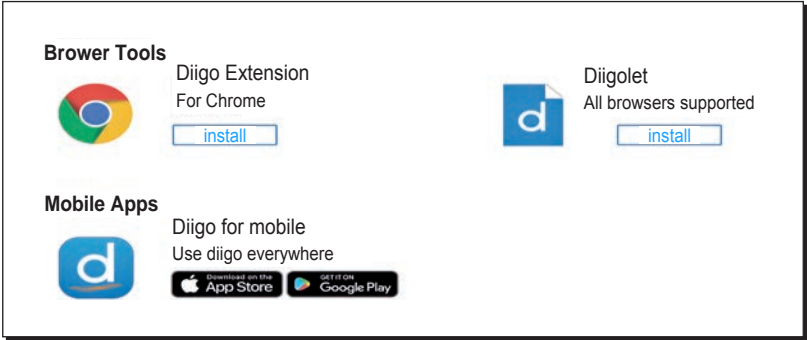 Brower Tools
Diigo Extension
For Chrome
install
d
Diigolet
All browsers supported
install
Mobile Apps
d
Diigo for mobile
Use diigo everywhere
Download on the
App Store
GET IT ON
Google Play